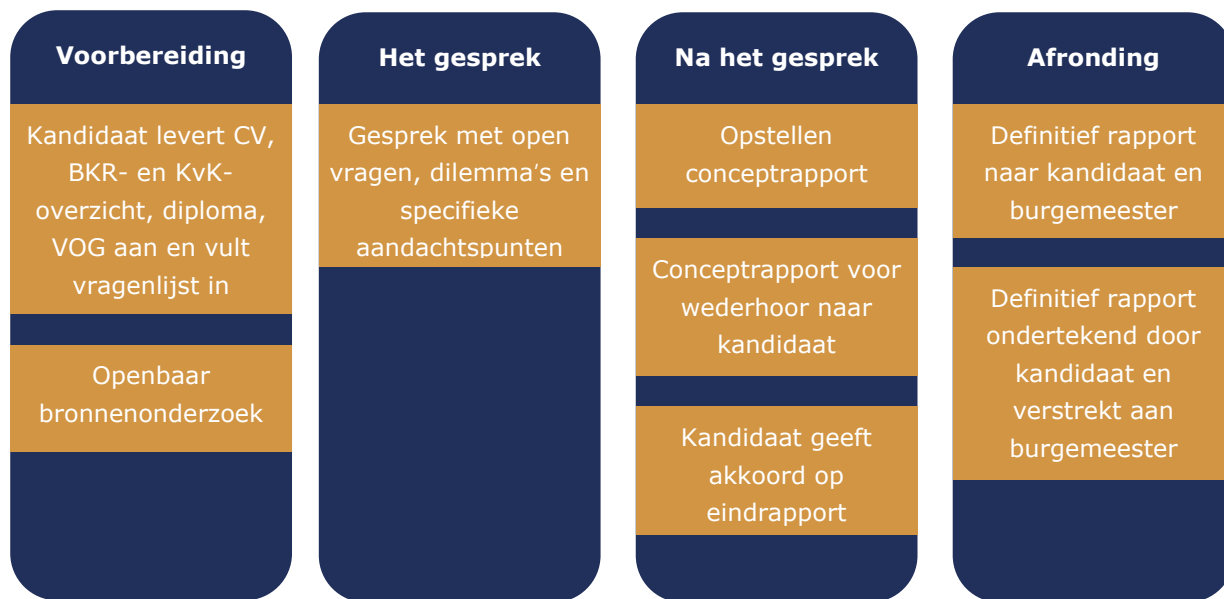 Voorbereiding
Kandidaat levert CV,
BKR- en KvK-
overzicht, diploma,
VOG aan en vult
vragenlijst in
Openbaar
bronnenonderzoek
Het gesprek
Gesprek met open
vragen, dilemma's en
specifieke
aandachtspunten
Na het gesprek
Opstellen
conceptrapport
Conceptrapport voor
wederhoor naar
kandidaat
Kandidaat geeft
akkoord op
eindrapport
Afronding
Definitief rapport
naar kandidaat en
burgemeester
Definitief rapport
ondertekend door
kandidaat en
verstrekt aan
burgemeester